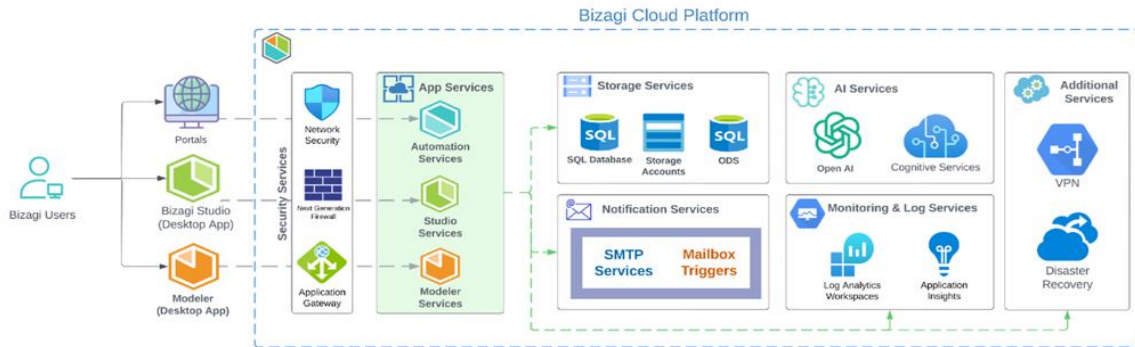 Bizagi Cloud Platform
Bizagi Users
Portals
Bizagi Studio
(Desktop App)
Modeler
(Desktop App)
Security Services
Network
Security
Next Generation
Firewall
Application
Gateway
App Services
Automation
Services
Studio
Services
Modeler
Services
Storage Services
SQL
SQL Database
Storage
Accounts
SQL
ODS
Notification Services
SMTP
Services
Mailbox
Triggers
AI Services
Open AI
Cognitive Services
Monitoring & Log Services
Log Analytics
Workspaces
Application
Insights
Additional
Services
VPN
Disaster
Recovery